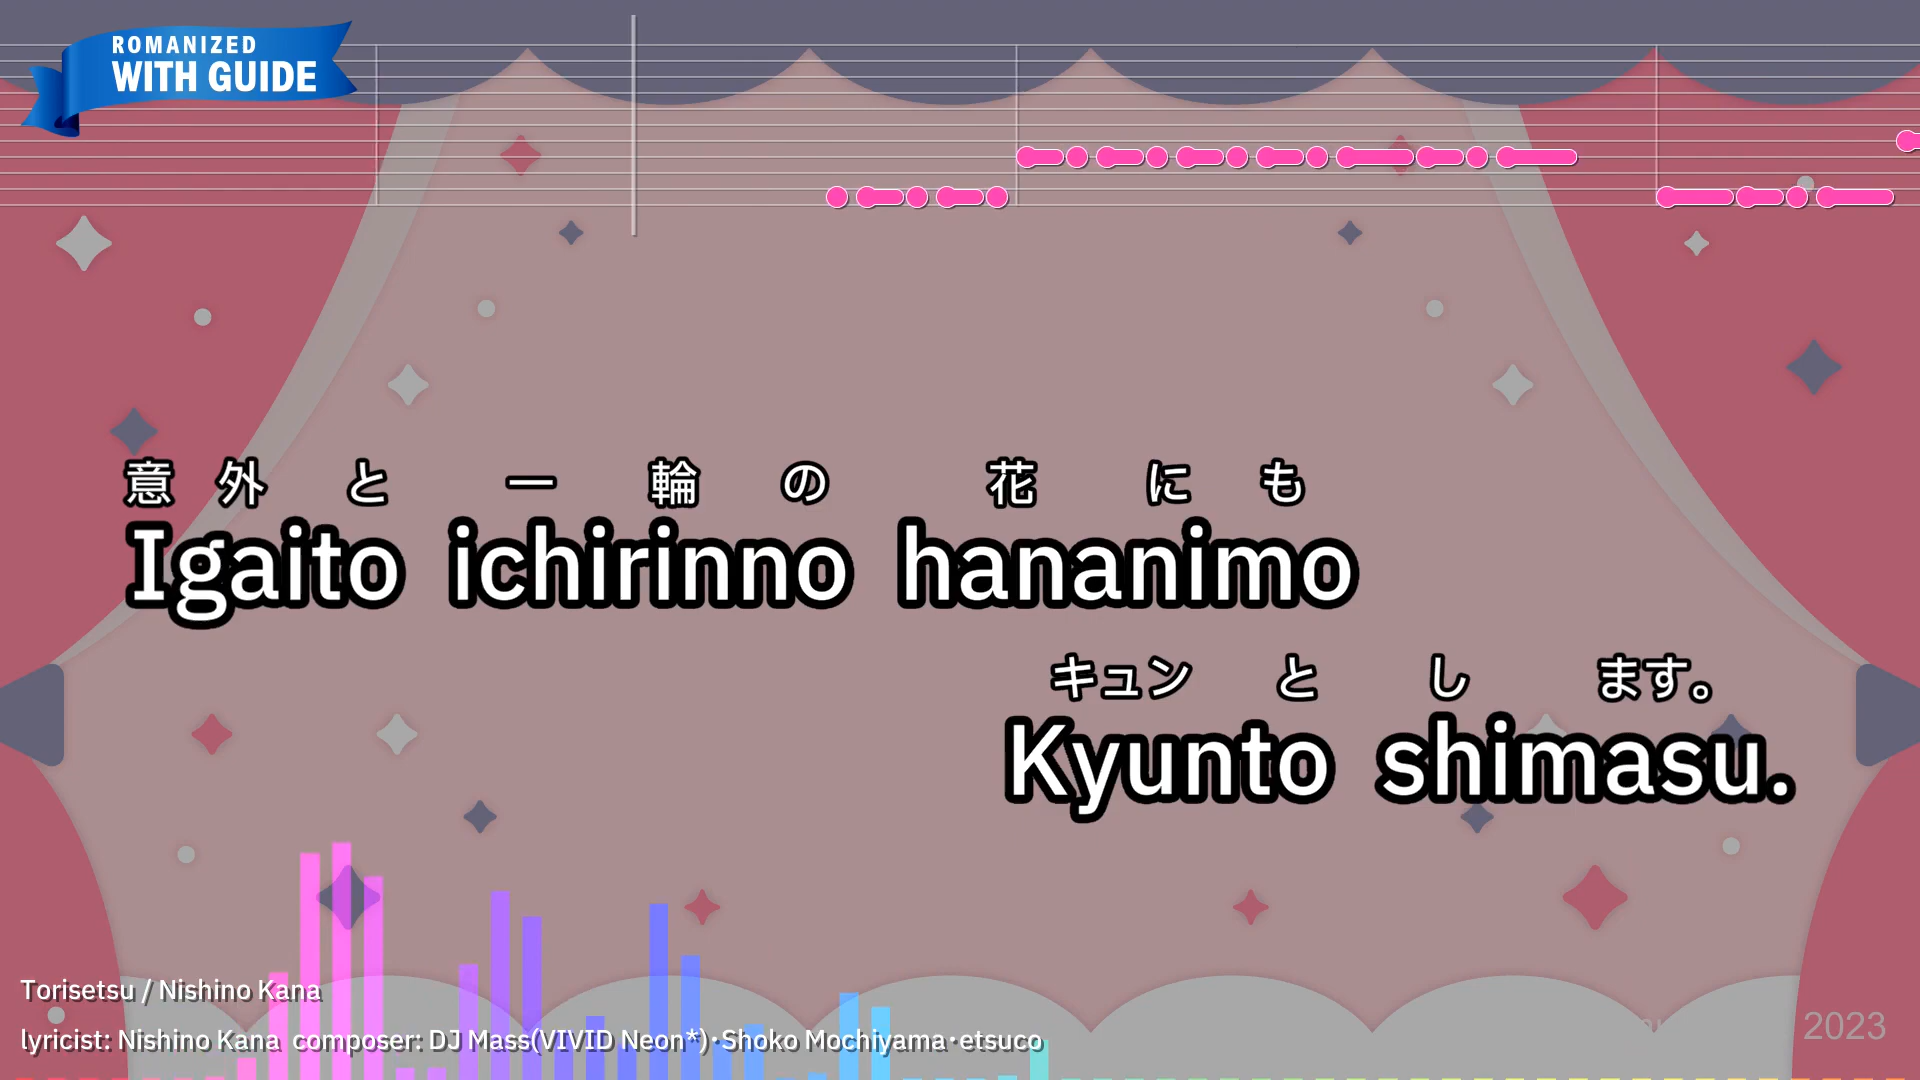 ROMANIZED
WITH GUIDE
意外と一輪の花にも
Igaito ichirinno hananimo
キュンとします。
Kyunto shimasu.
Torisetsu / Nishino Kana
lyricist: Nishino Kana composer: DJ Mass(VIVID Neon*)・Shoko Mochiyama・etsuco
2023